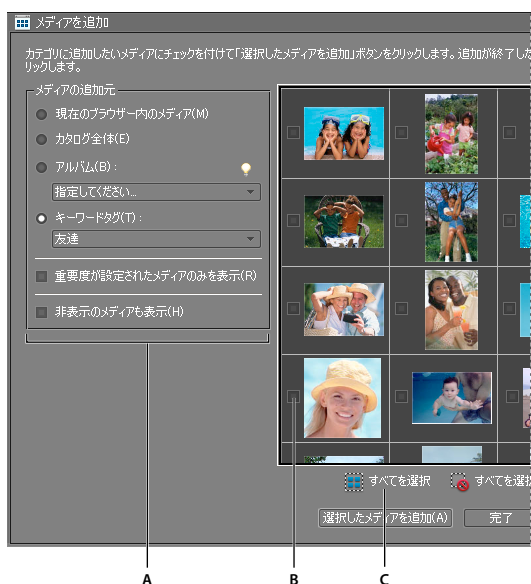 メディアを追加
カテゴリに追加したいメディアにチェックを付けて「選択したメディアを追加」ボタンをクリックします。追加が終了した
リックします。
メディアの追加元
現在のブラウザー内のメディア(M)
カタログ全体(E)
アルバム(B) :
指定してください...
キーワードタグ(T) :
友達
重要度が設定されたメディアのみを表示(R)
非表示のメディアも表示(H)
すべてを選択 すべてを選択
選択したメディアを追加(A) 完了
A B C